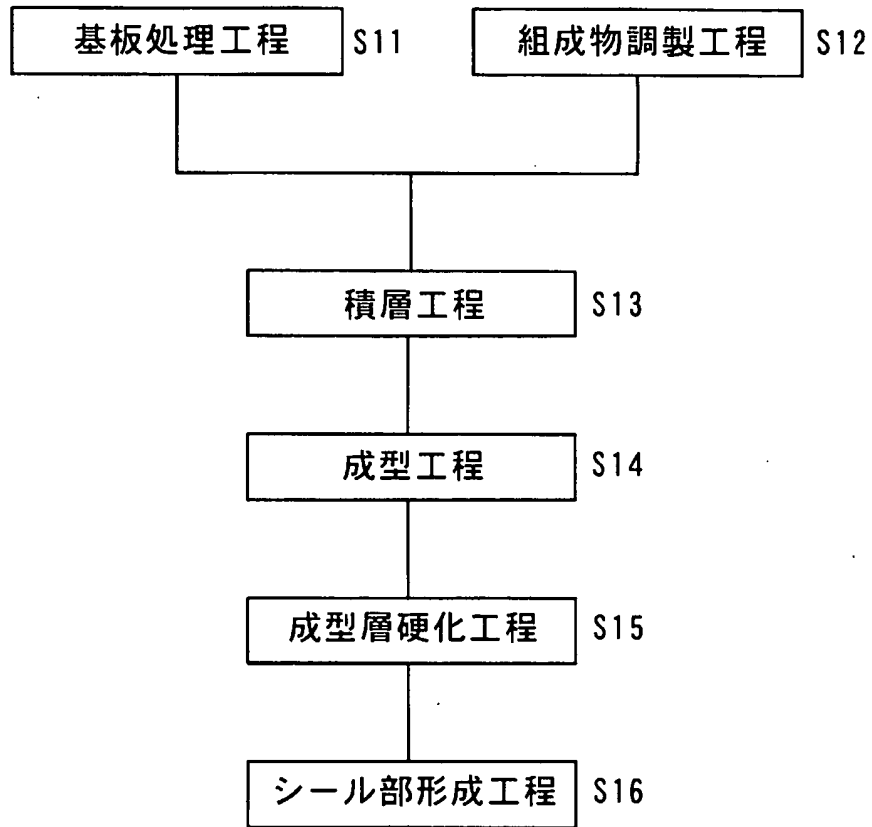 基板処理工程 S11
組成物調製工程 S12
積層工程 S13
成型工程 S14
成型層硬化工程 S15
シール部形成工程 S16